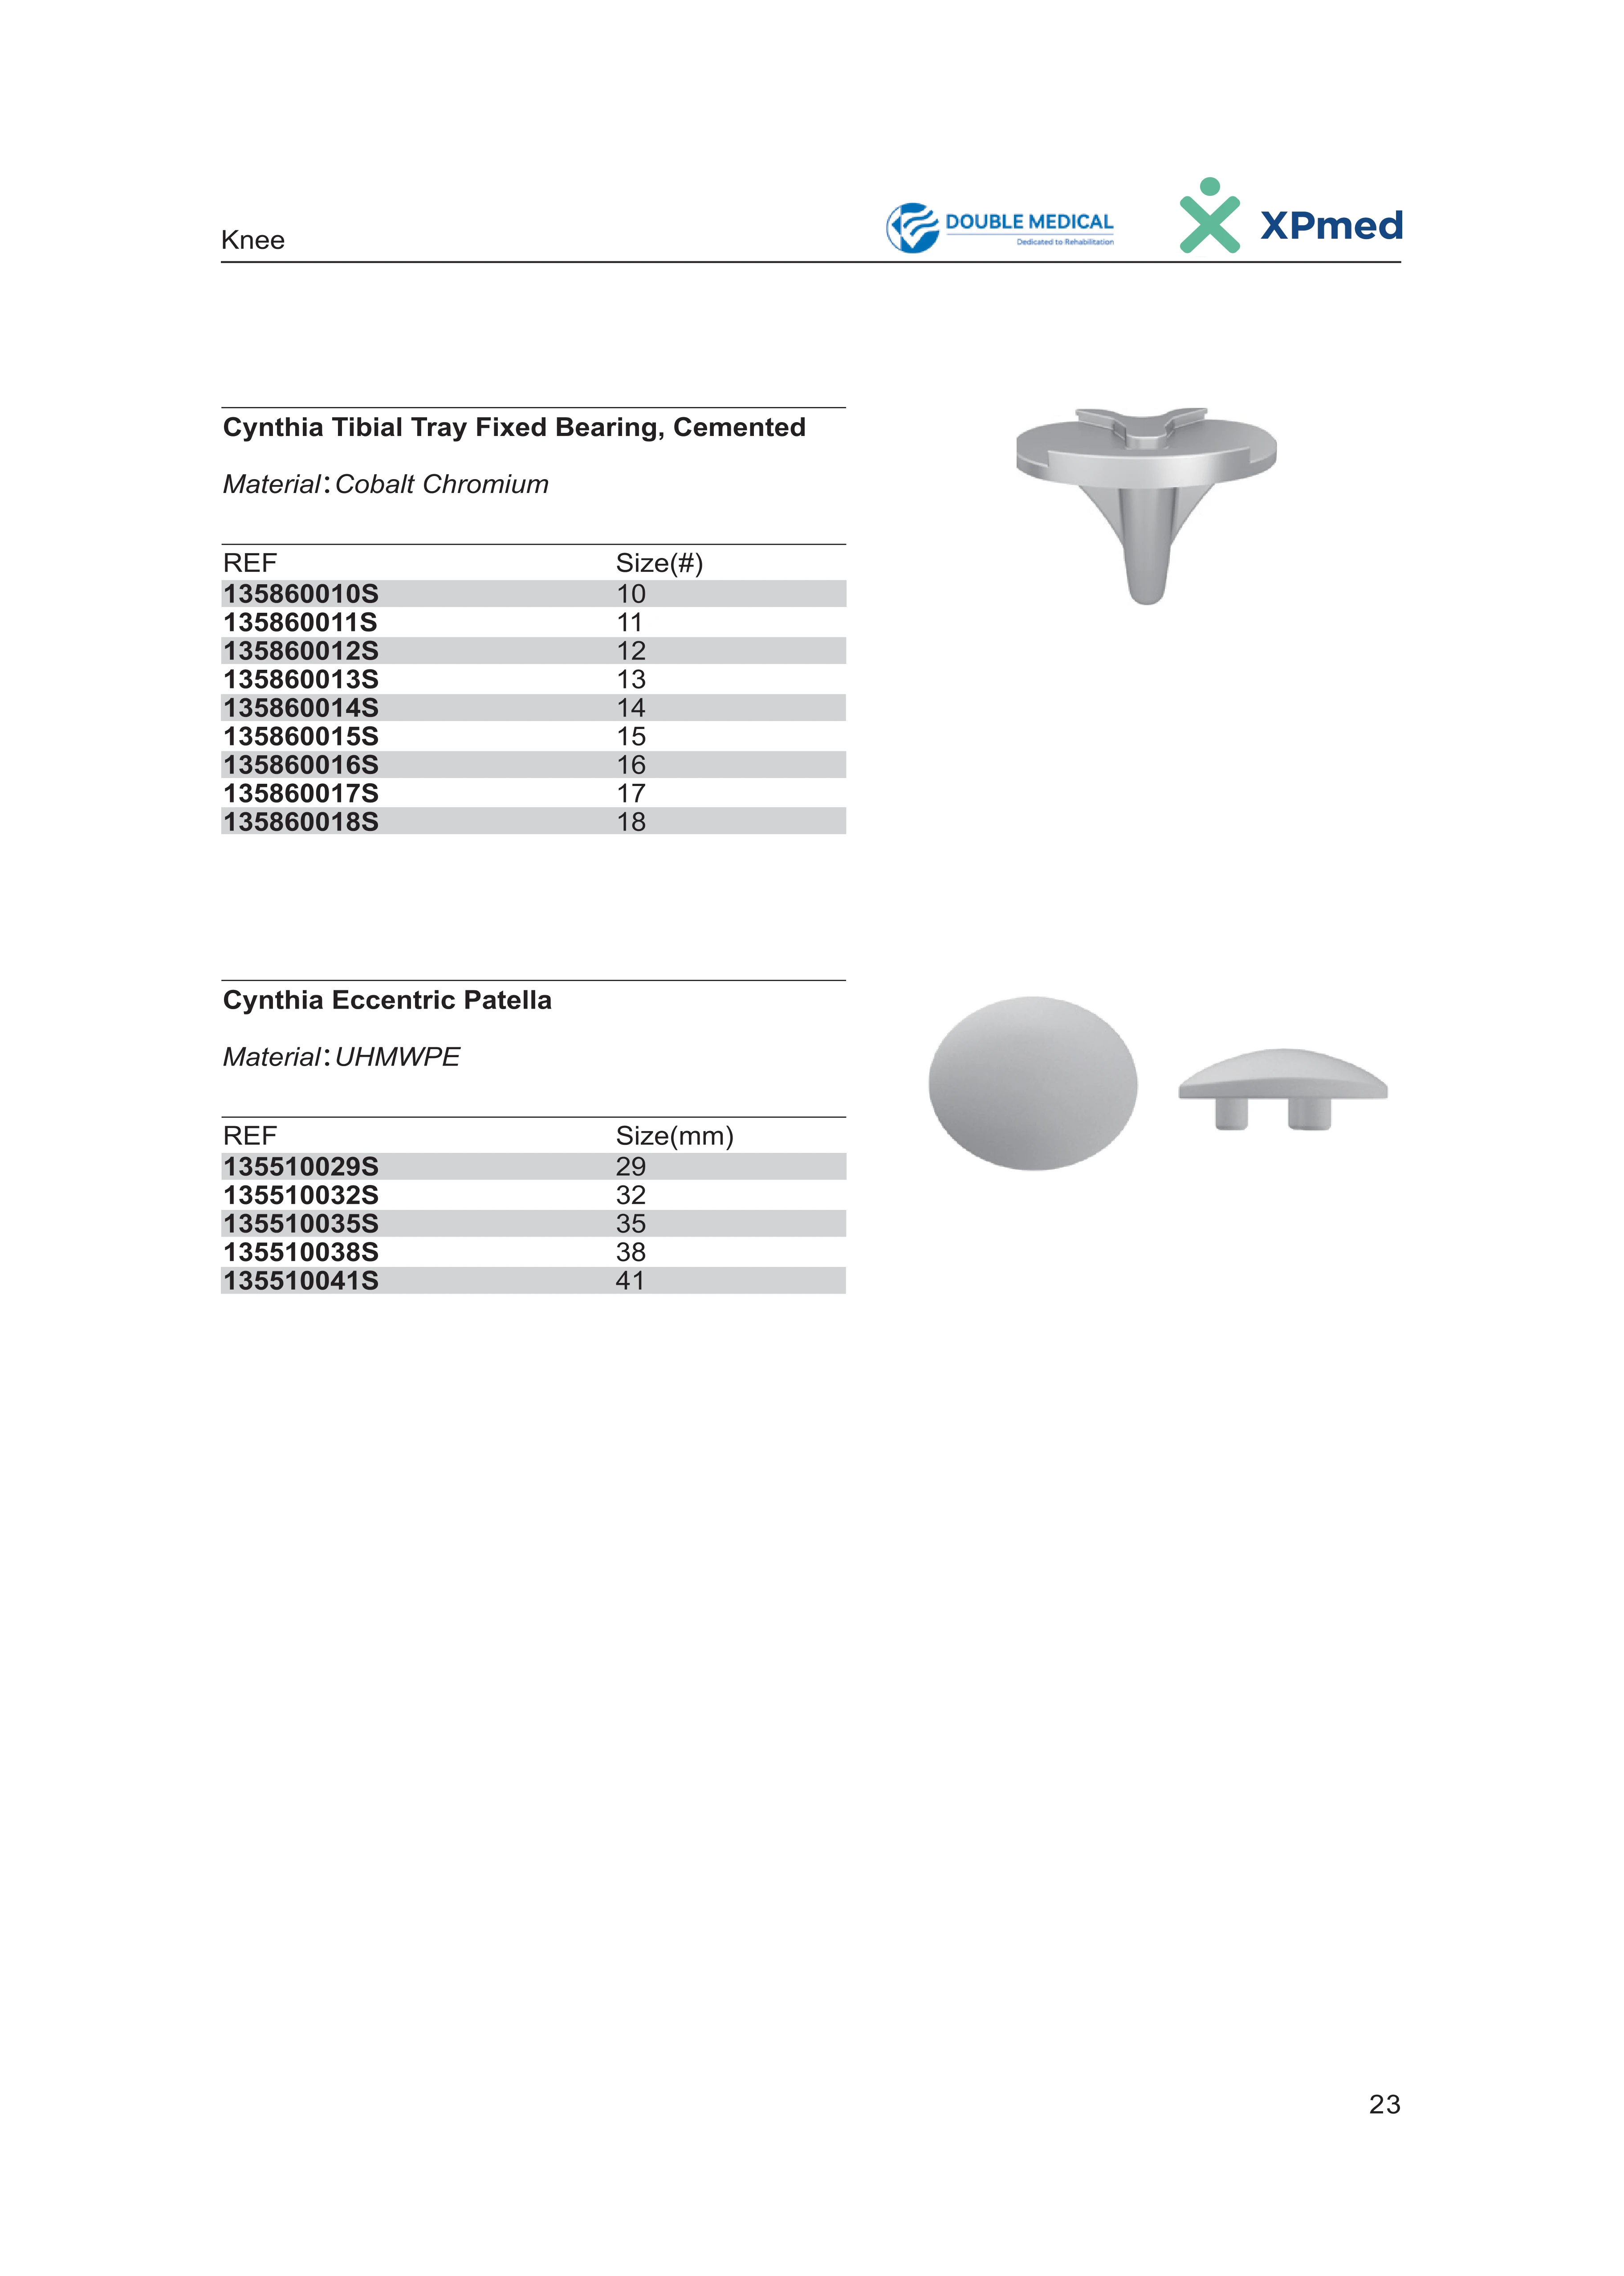 Knee
DOUBLE MEDICAL
Dedicated to Rehabilitation
XPmed
Cynthia Tibial Tray Fixed Bearing, Cemented
Material：Cobalt Chromium
REF Size(#)
135860010S 10
135860011S 11
135860012S 12
135860013S 13
135860014S 14
135860015S 15
135860016S 16
135860017S 17
135860018S 18
Cynthia Eccentric Patella
Material：UHMWPE
REF Size(mm)
135510029S 29
135510032S 32
135510035S 35
135510038S 38
135510041S 41
23